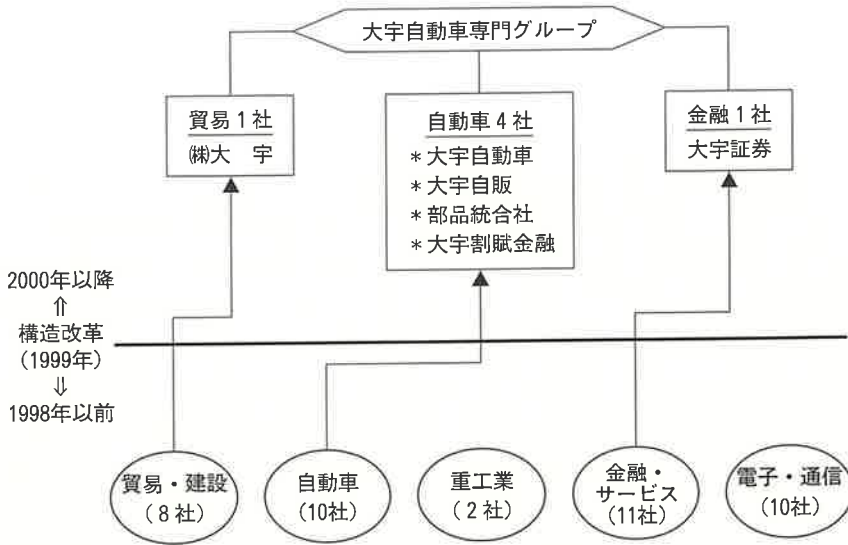 大宇自動車専門グループ
貿易1社
㈱大　宇
自動車4社
＊大宇自動車
＊大宇自販
＊部品統合社
＊大宇割賦金融
金融1社
大宇証券
2000年以降
⇑
構造改革
（1999年）
⇓
1998年以前
貿易・建設
（8社）
自動車
（10社）
重工業
（2社）
金融・
サービス
（11社）
電子・通信
（10社）